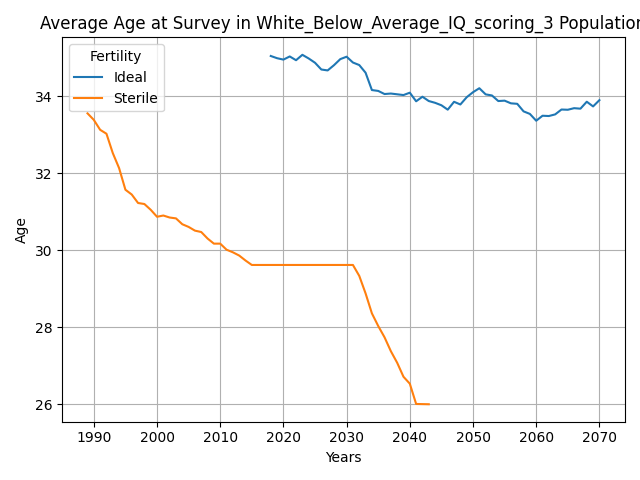 Average Age at Survey in White_Below_Average_IQ_scoring_3 Population
Fertility
Ideal
Sterile
Age
34
32
30
28
26
1990 2000 2010 2020 2030 2040 2050 2060 2070
Years